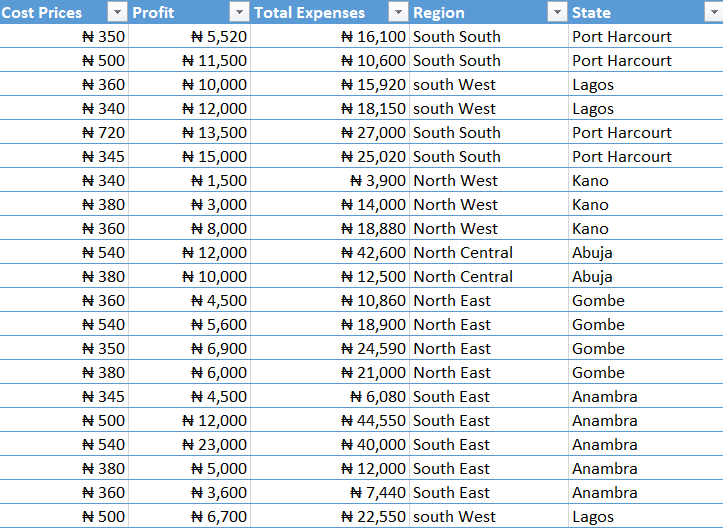 Cost Prices Profit Total Expenses Region State
₦ 350 ₦ 5,520 ₦ 16,100 South South Port Harcourt
₦ 500 ₦ 11,500 ₦ 10,600 South South Port Harcourt
₦ 360 ₦ 10,000 ₦ 15,920 south West Lagos
₦ 340 ₦ 12,000 ₦ 18,150 south West Lagos
₦ 720 ₦ 13,500 ₦ 27,000 South South Port Harcourt
₦ 345 ₦ 15,000 ₦ 25,020 South South Port Harcourt
₦ 340 ₦ 1,500 ₦ 3,900 North West Kano
₦ 380 ₦ 3,000 ₦ 14,000 North West Kano
₦ 360 ₦ 8,000 ₦ 18,880 North West Kano
₦ 540 ₦ 12,000 ₦ 42,600 North Central Abuja
₦ 380 ₦ 10,000 ₦ 12,500 North Central Abuja
₦ 360 ₦ 4,500 ₦ 10,860 North East Gombe
₦ 540 ₦ 5,600 ₦ 18,900 North East Gombe
₦ 350 ₦ 6,900 ₦ 24,590 North East Gombe
₦ 380 ₦ 6,000 ₦ 21,000 North East Gombe
₦ 345 ₦ 4,500 ₦ 6,080 South East Anambra
₦ 500 ₦ 12,000 ₦ 44,550 South East Anambra
₦ 540 ₦ 23,000 ₦ 40,000 South East Anambra
₦ 380 ₦ 5,000 ₦ 12,000 South East Anambra
₦ 360 ₦ 3,600 ₦ 7,440 South East Anambra
₦ 500 ₦ 6,700 ₦ 22,550 south West Lagos